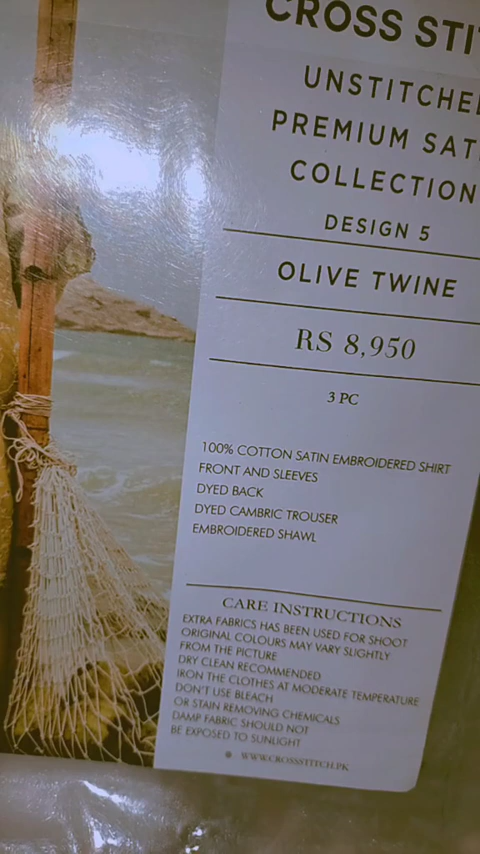 CROSS STI
UNSTITCHE
PREMIUM SAT
COLLECTION
DESIGN 5
OLIVE TWINE
RS 8,950
3 PC
100% COTTON SATIN EMBROIDERED SHIRT
FRONT AND SLEEVES
DYED BACK
DYED CAMBRIC TROUSER
EMBROIDERED SHAWL
CARE INSTRUCTIONS
EXTRA FABRICS HAS BEEN USED FOR SHOOT
ORIGINAL COLOURS MAY VARY SLIGHTLY
FROM THE PICTURE
DRY CLEAN RECOMMENDED
IRON THE CLOTHES AT MODERATE TEMPERATURE
DON'T USE BLEACH
OR STAIN REMOVING CHEMICALS
DAMP FABRIC SHOULD NOT
BE EXPOSED TO SUNLIGHT
WWW.CROSSSTITCH.PK